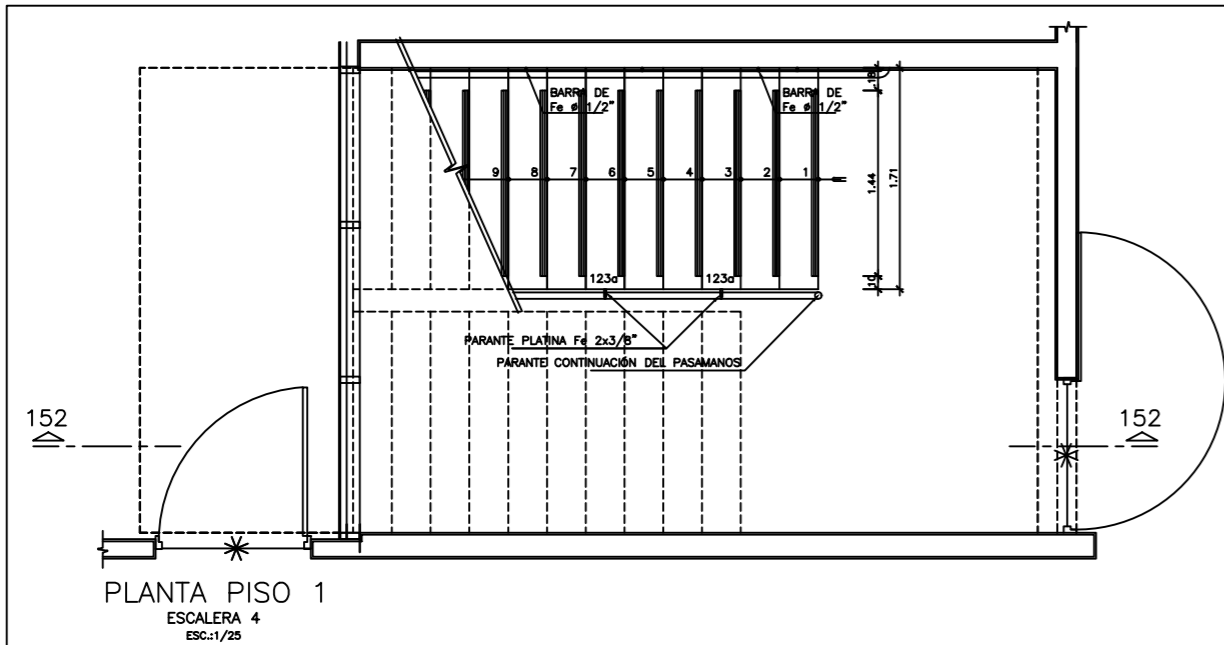 BARRA DE
Fe ø 1/2"
BARRA DE
Fe ø 1/2"
18
9 8 7 6 5 4 3 2 1
1.44
1.71
10
123a
123a
PARANTE PLATINA Fe 2x3/8"
PARANTE CONTINUACIÓN DEL PASAMANOS
152
152
PLANTA PISO 1
ESCALERA 4
ESC.:1/25